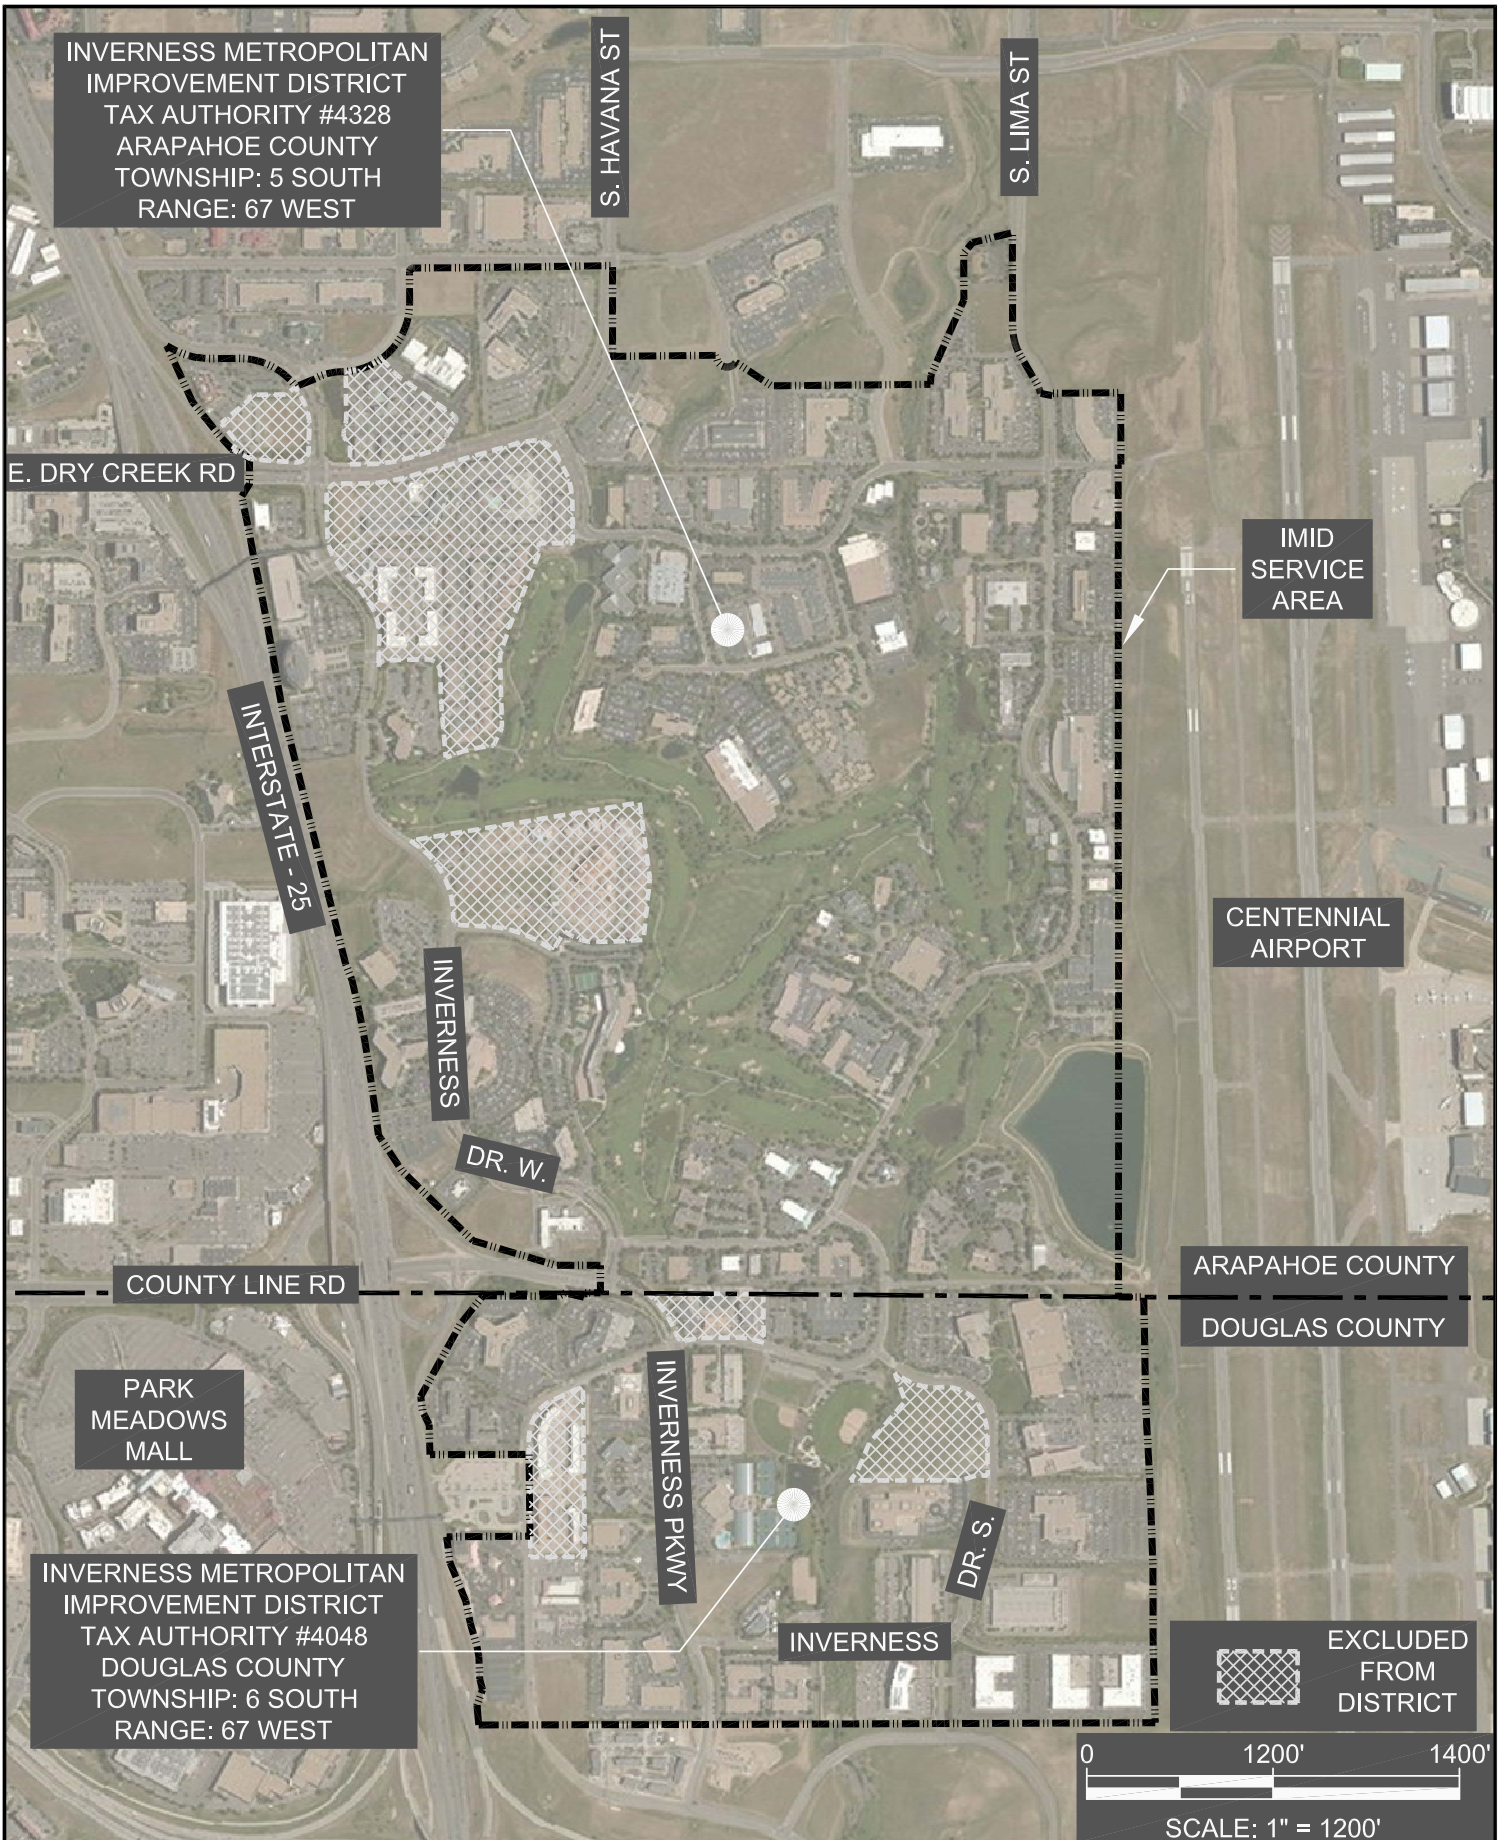 INVERNESS METROPOLITAN
IMPROVEMENT DISTRICT
TAX AUTHORITY #4328
ARAPAHOE COUNTY
TOWNSHIP: 5 SOUTH
RANGE: 67 WEST
S. HAVANA ST
S. LIMA ST
E. DRY CREEK RD
IMID
SERVICE
AREA
INTERSTATE - 25
CENTENNIAL
AIRPORT
INVERNESS
DR. W.
COUNTY LINE RD
ARAPAHOE COUNTY
DOUGLAS COUNTY
PARK
MEADOWS
MALL
INVERNESS PKWY
DR. S.
INVERNESS
INVERNESS METROPOLITAN
IMPROVEMENT DISTRICT
TAX AUTHORITY #4048
DOUGLAS COUNTY
TOWNSHIP: 6 SOUTH
RANGE: 67 WEST
EXCLUDED
FROM
DISTRICT
0 1200' 1400'
SCALE: 1" = 1200'